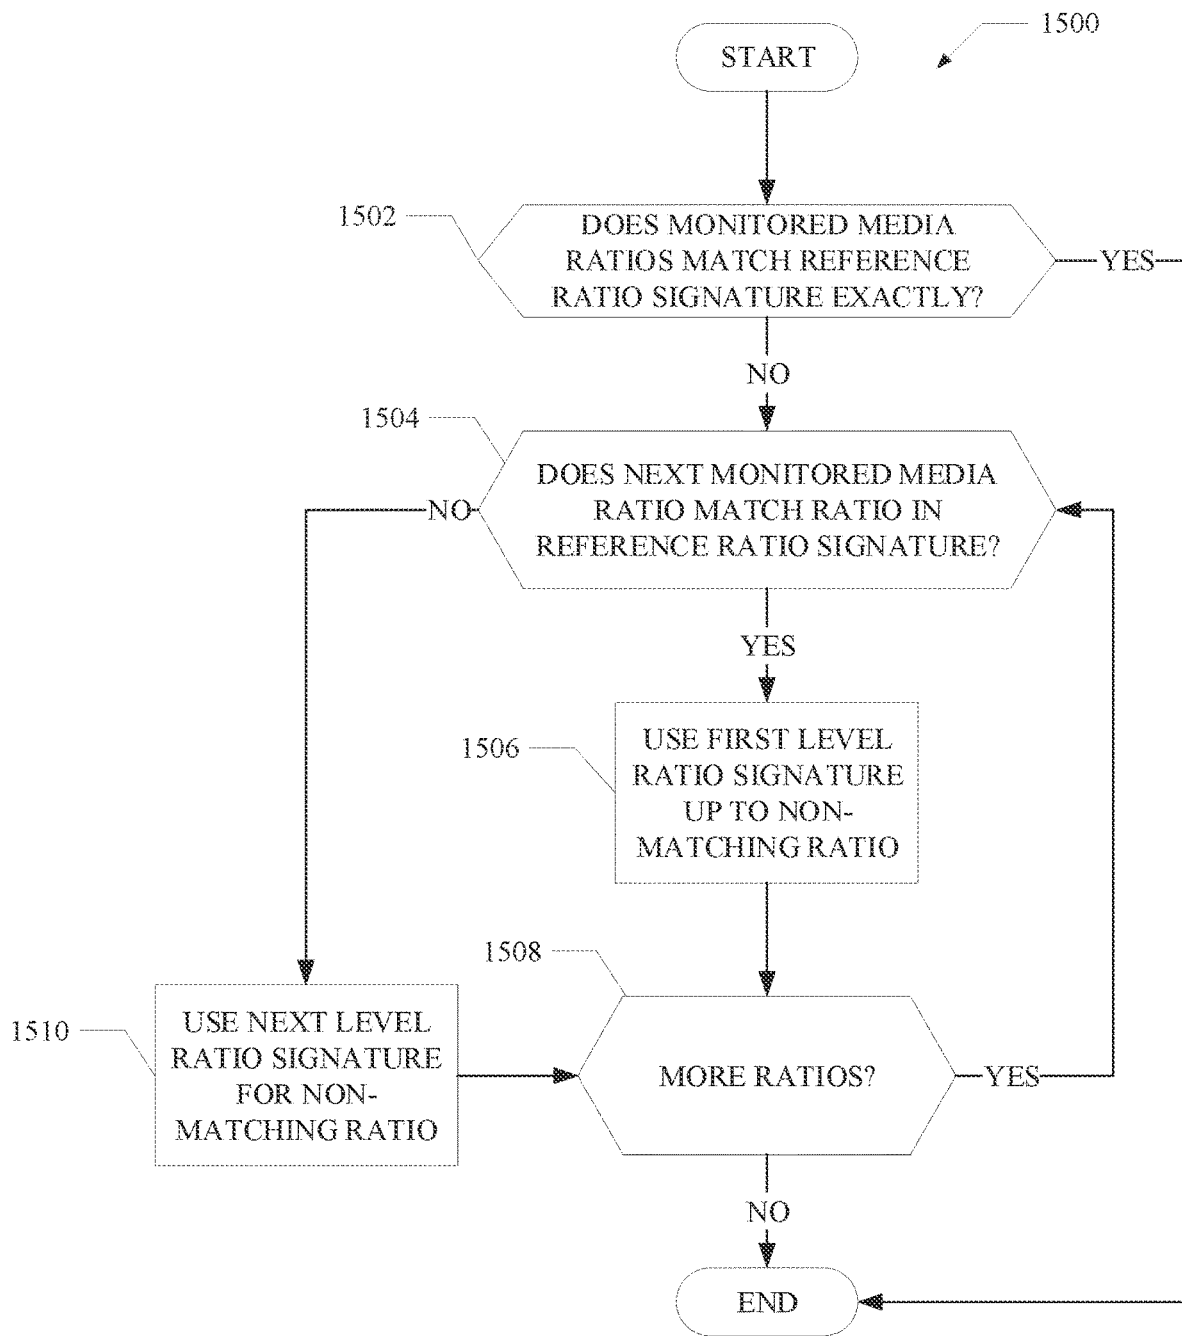 1500
START
1502
DOES MONITORED MEDIA
RATIOS MATCH REFERENCE
RATIO SIGNATURE EXACTLY?
YES
NO
1504
DOES NEXT MONITORED MEDIA
RATIO MATCH RATIO IN
REFERENCE RATIO SIGNATURE?
NO
YES
1506
USE FIRST LEVEL
RATIO SIGNATURE
UP TO NON-
MATCHING RATIO
1508
1510
USE NEXT LEVEL
RATIO SIGNATURE
FOR NON-
MATCHING RATIO
MORE RATIOS?
YES
NO
END